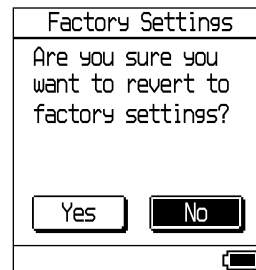 Factory Settings
Are you sure you
want to revert to
factory settings?
Yes No